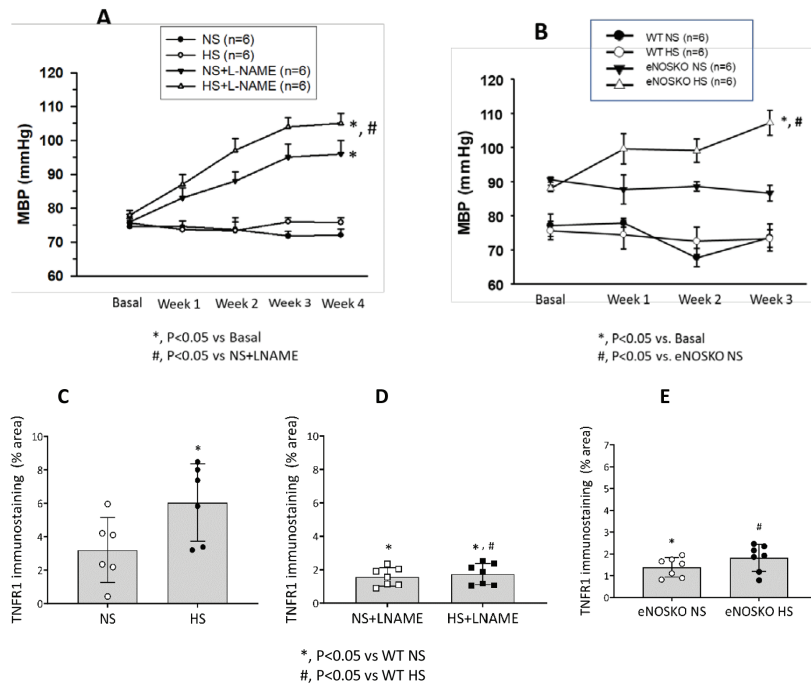 A
NS (n=6)
HS (n=6)
NS+L-NAME (n=6)
HS+L-NAME (n=6)
120
110
100
90
80
70
60
MBP (mmHg)
*, #
*
Basal Week 1 Week 2 Week 3 Week 4
*, P<0.05 vs Basal
#, P<0.05 vs NS+LNAME
B
WT NS (n=6)
WT HS (n=6)
eNOSKO NS (n=6)
eNOSKO HS (n=6)
120
110
100
90
80
70
60
MBP (mmHg)
*, #
Basal Week 1 Week 2 Week 3
*, P<0.05 vs. Basal
#, P<0.05 vs. eNOSKO NS
C
TNFR1 immunostaining (% area)
10
8
6
4
2
0
*
NS HS
D
TNFR1 immunostaining (% area)
10
8
6
4
2
0
*
*, #
NS+LNAME HS+LNAME
*, P<0.05 vs WT NS
#, P<0.05 vs WT HS
E
TNFR1 immunostaining (% area)
7
6
5
4
3
2
1
0
*
#
eNOSKO NS eNOSKO HS